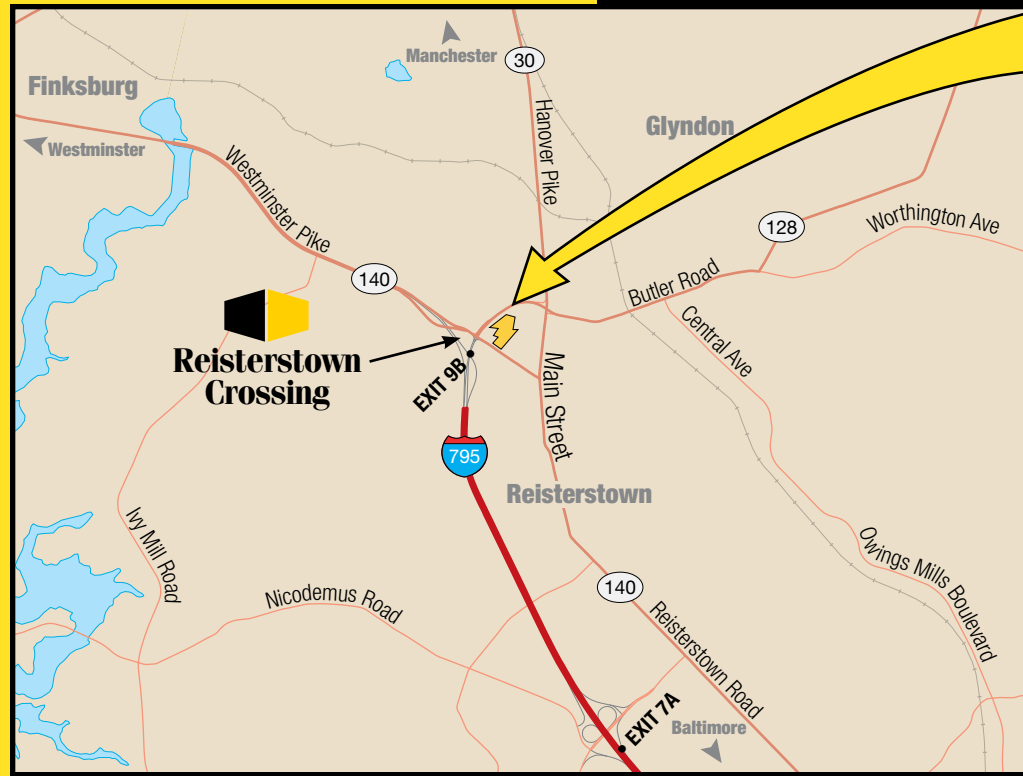 Manchester
30
Finksburg
Hanover Pike
Glyndon
Westminster
Westminster Pike
128
Worthington Ave
140
Butler Road
Central Ave
Reisterstown
Crossing
EXIT 9B
Main Street
795
Reisterstown
Ivy Mill Road
Owings Mills Boulevard
140
Nicodemus Road
Reisterstown Road
EXIT 7A
Baltimore